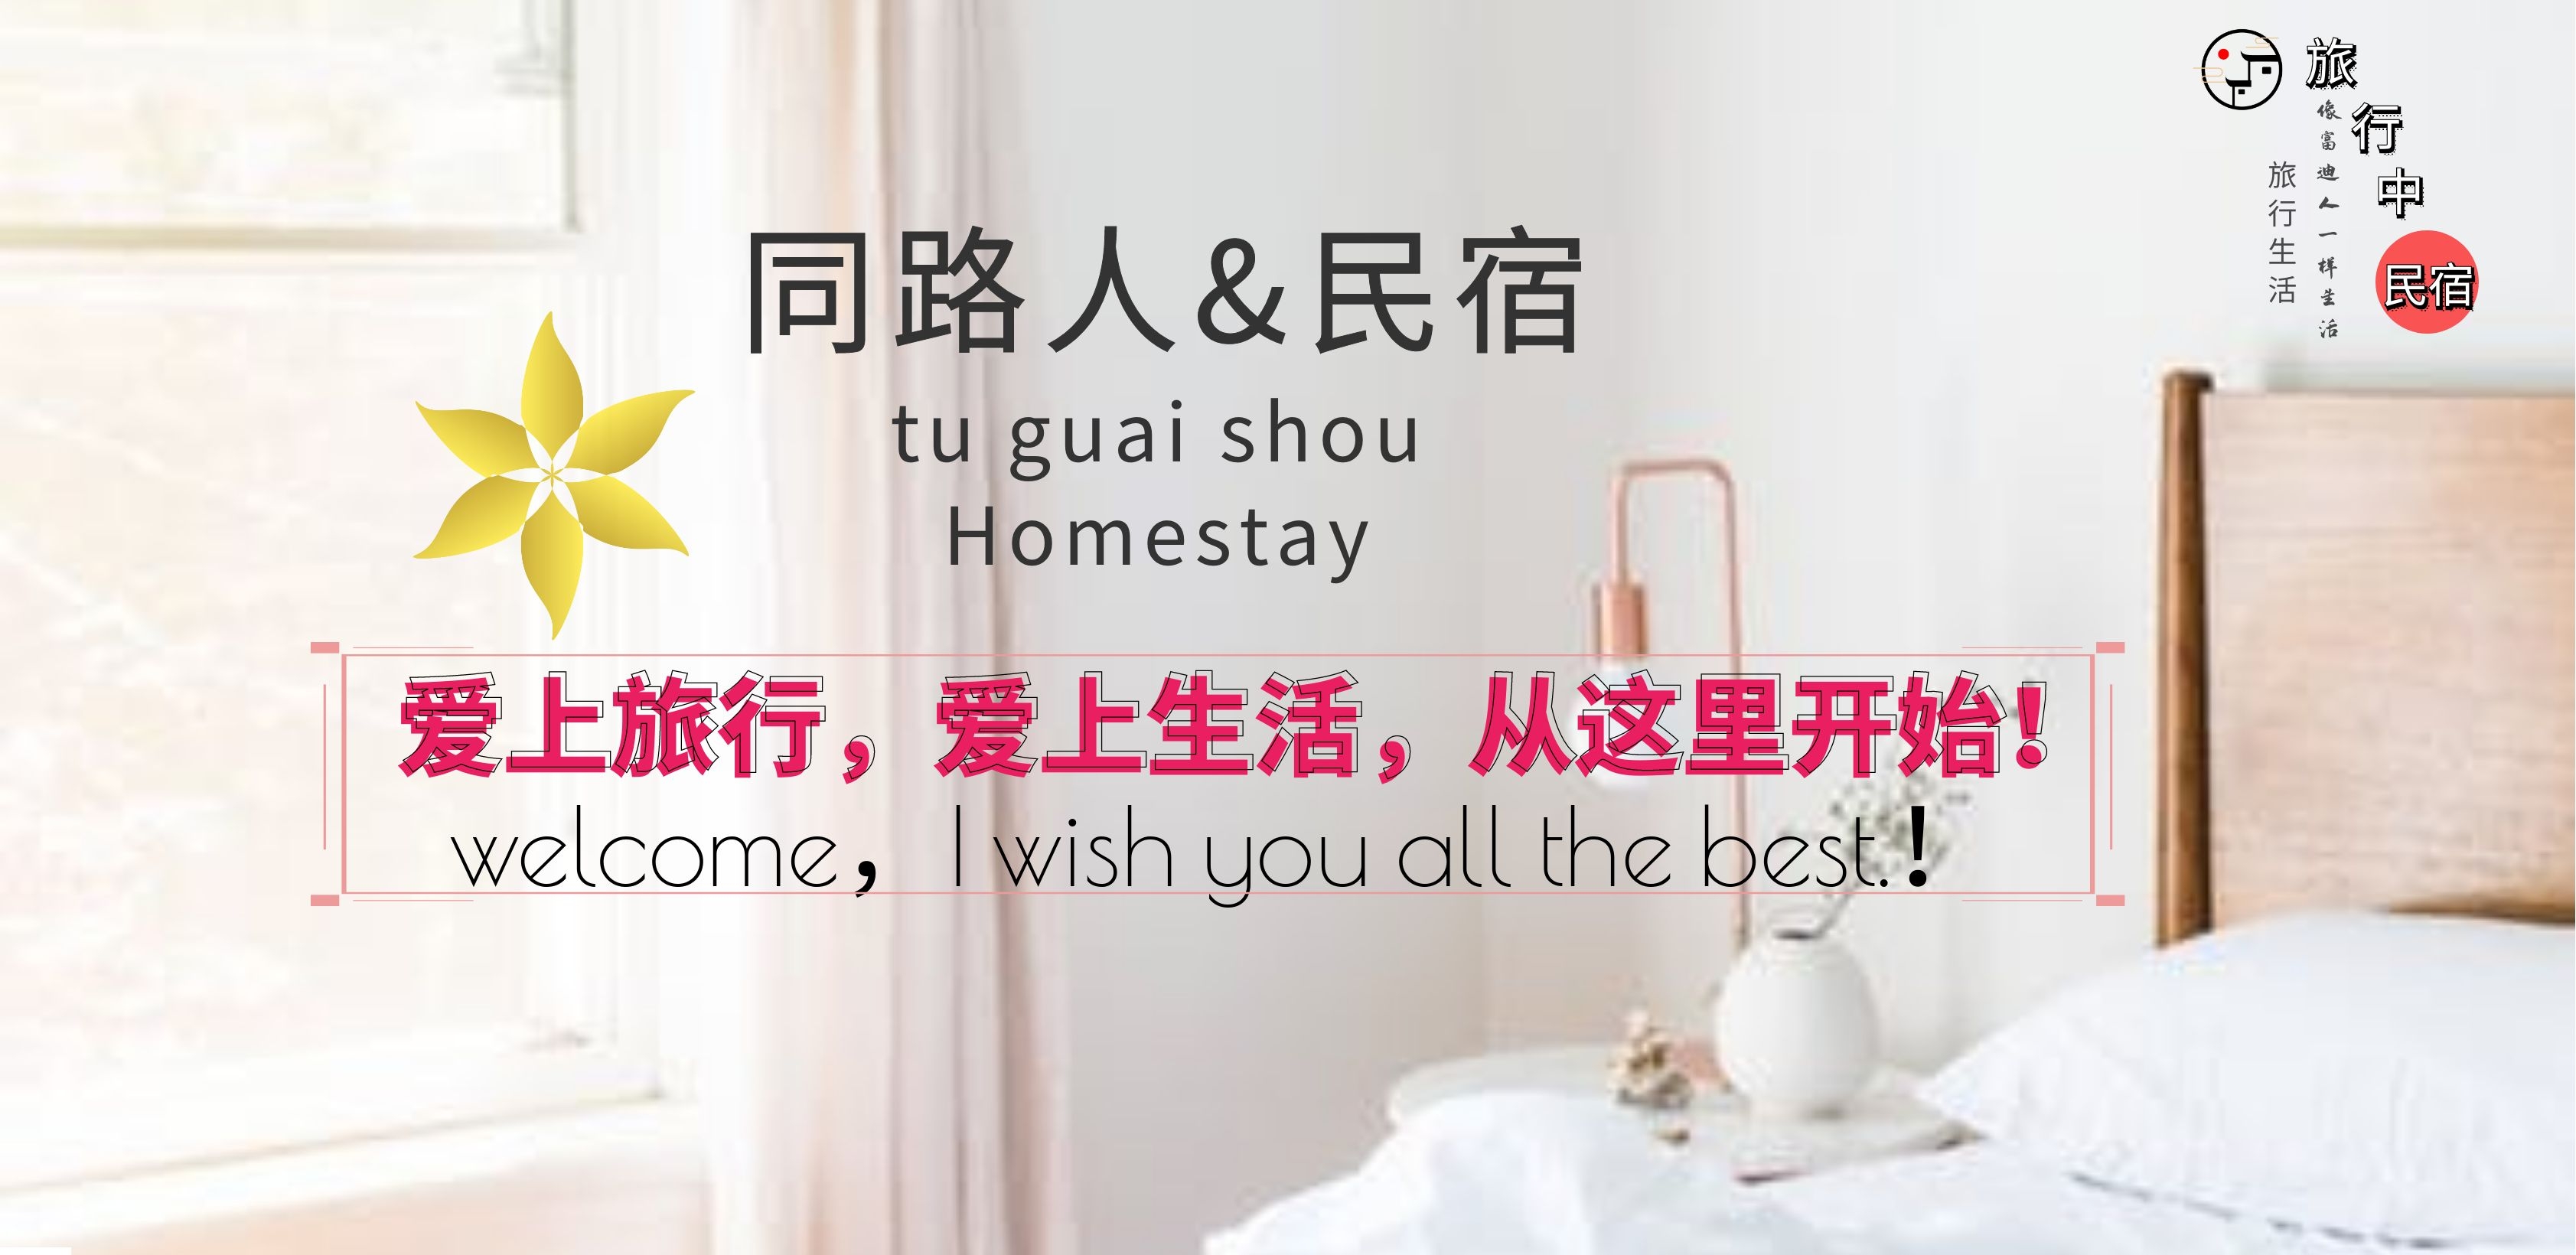 同路人&民宿
tu guai shou
Homestay
爱上旅行，爱上生活，从这里开始！
welcome，I wish you all the best.！
旅行中
民宿
像富迪人一样生活
旅行生活